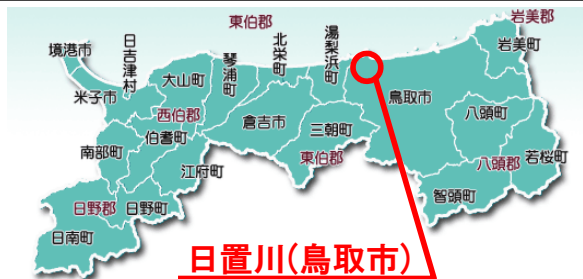 東伯郡
岩美郡
境港市
日吉津村
琴浦町
北栄町
湯梨浜町
岩美町
大山町
米子市
鳥取市
西伯郡
倉吉市
八頭町
伯耆町
三朝町
南部町
東伯郡
八頭郡
若桜町
江府町
智頭町
日野郡
日野町
日南町
日置川(鳥取市)